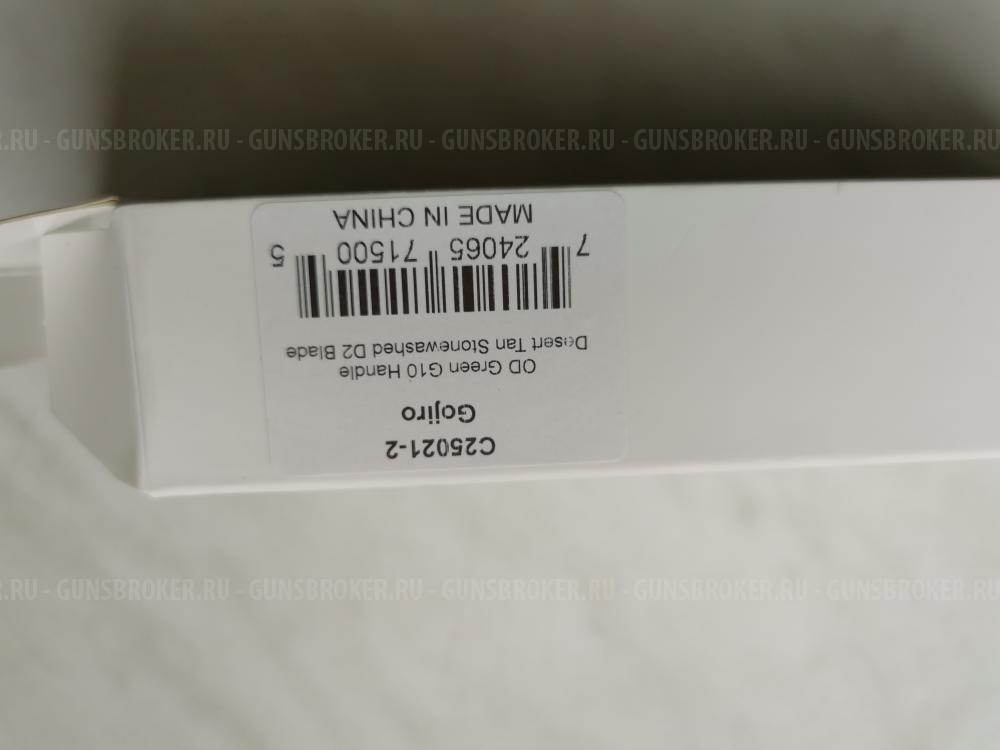 .RU - GUNSBROKER.RU - GUNSBROKER.RU - GUNSBROKER.RU - GUNSBROKER.RU - GUNSBROKER.RU
C25021-2
Gojiro
OD Green G10 Handle
Desert Tan Stonewashed D2 Blade
7 24065 71500 5
MADE IN CHINA
.RU - GUNSBROKER.RU - GUNSBROKER.RU - GUNSBROKER.RU - GUNSBROKER.RU - GUNSBROKER.RU